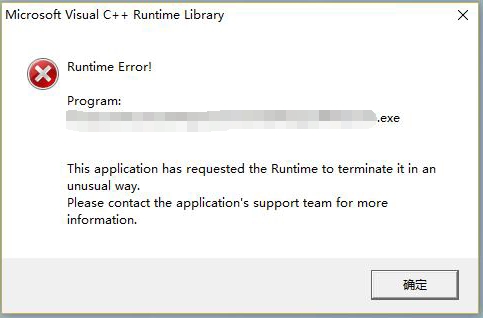 Microsoft Visual C++ Runtime Library
Runtime Error!
Program:
.exe
This application has requested the Runtime to terminate it in an
unusual way.
Please contact the application's support team for more
information.
确定